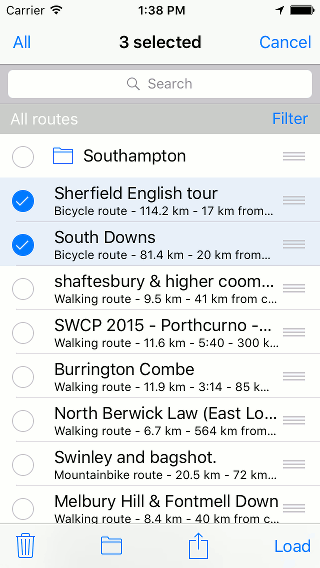 Carrier 1:38 PM
All 3 selected Cancel
Search
All routes Filter
Southampton
Sherfield English tour
Bicycle route - 114.2 km - 17 km from...
South Downs
Bicycle route - 81.4 km - 20 km from...
shaftesbury & higher coom...
Walking route - 9.5 km - 41 km from c...
SWCP 2015 - Porthcurno -...
Walking route - 11.6 km - 5:40 - 300 k...
Burrington Combe
Walking route - 11.9 km - 3:14 - 85 k...
North Berwick Law (East Lo...
Walking route - 6.7 km - 564 km from...
Swinley and bagshot.
Mountainbike route - 20.5 km - 72 km...
Melbury Hill & Fontmell Down
Walking route - 8.4 km - 40 km from c...
Load